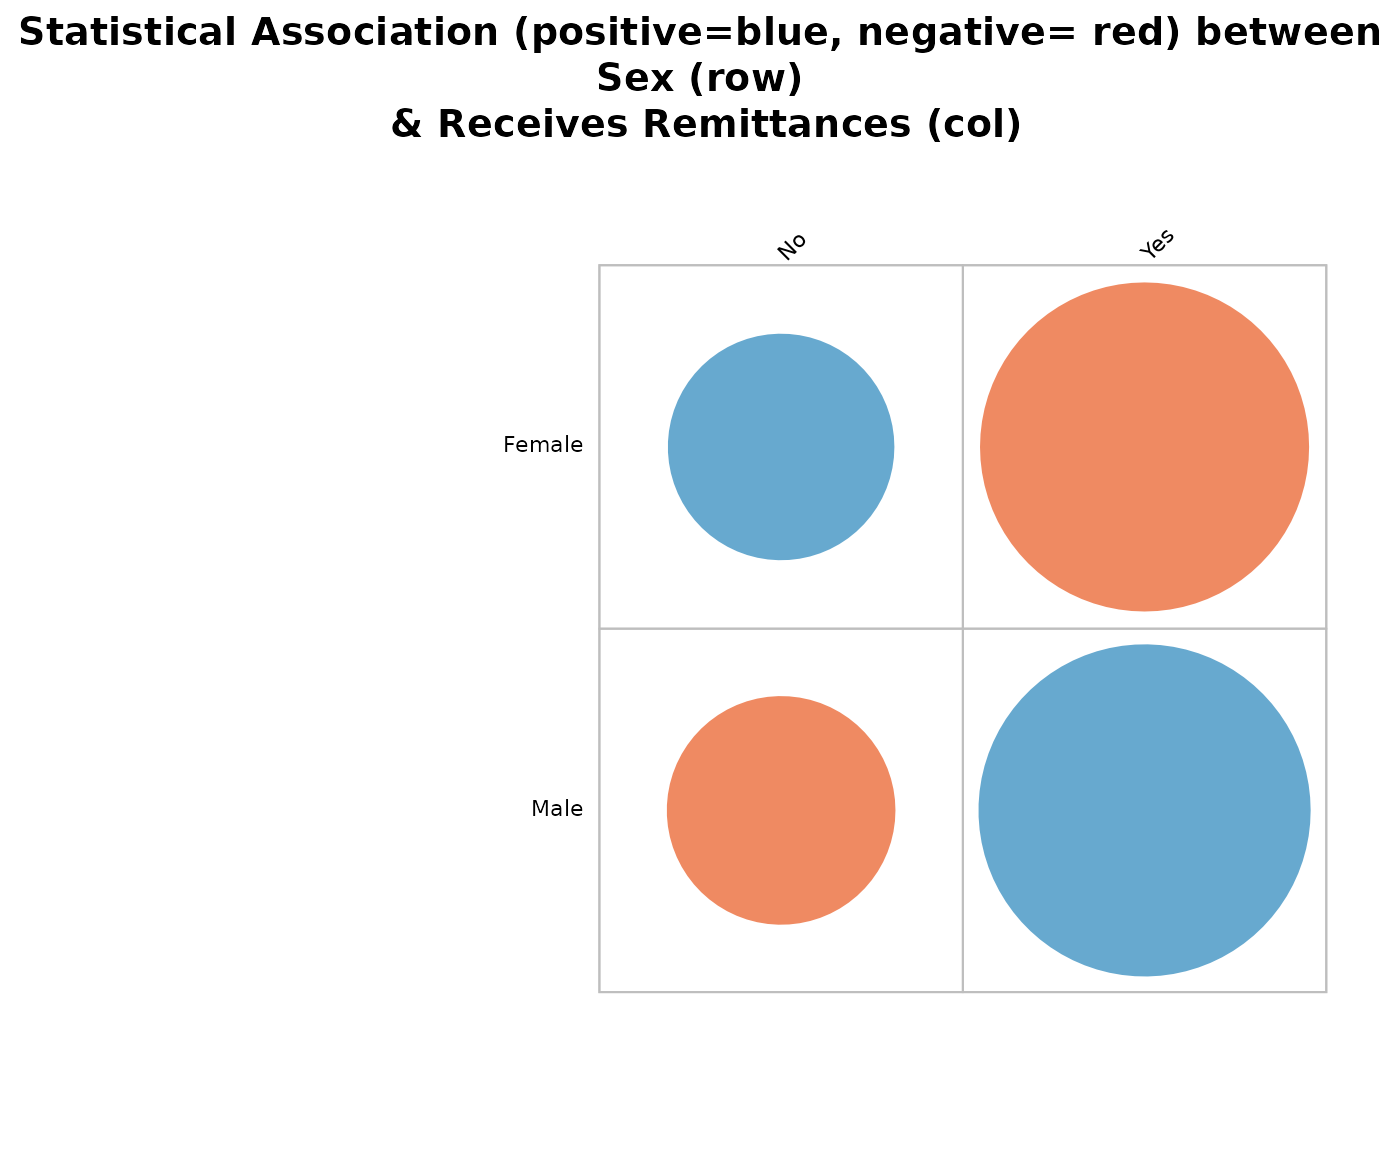 Statistical Association (positive=blue, negative= red) between
Sex (row)
& Receives Remittances (col)
No
Yes
Female
Male